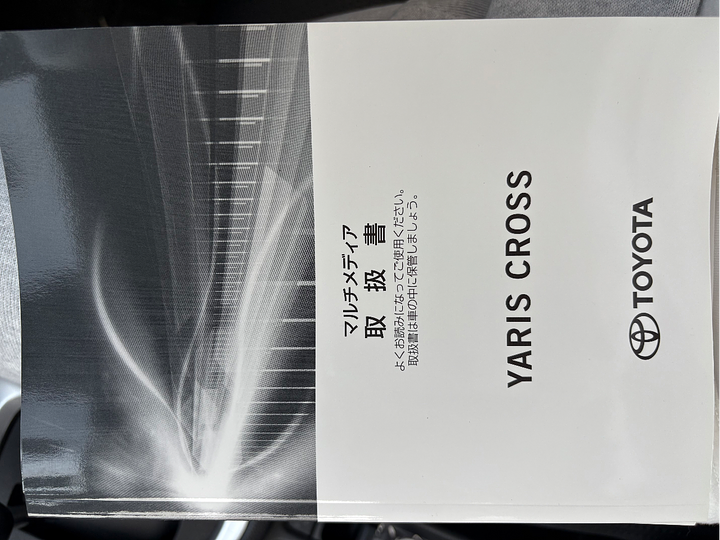 マルチメディア
取扱書
よくお読みになってご使用ください。
取扱書は車の中に保管しましょう。
YARIS CROSS
TOYOTA